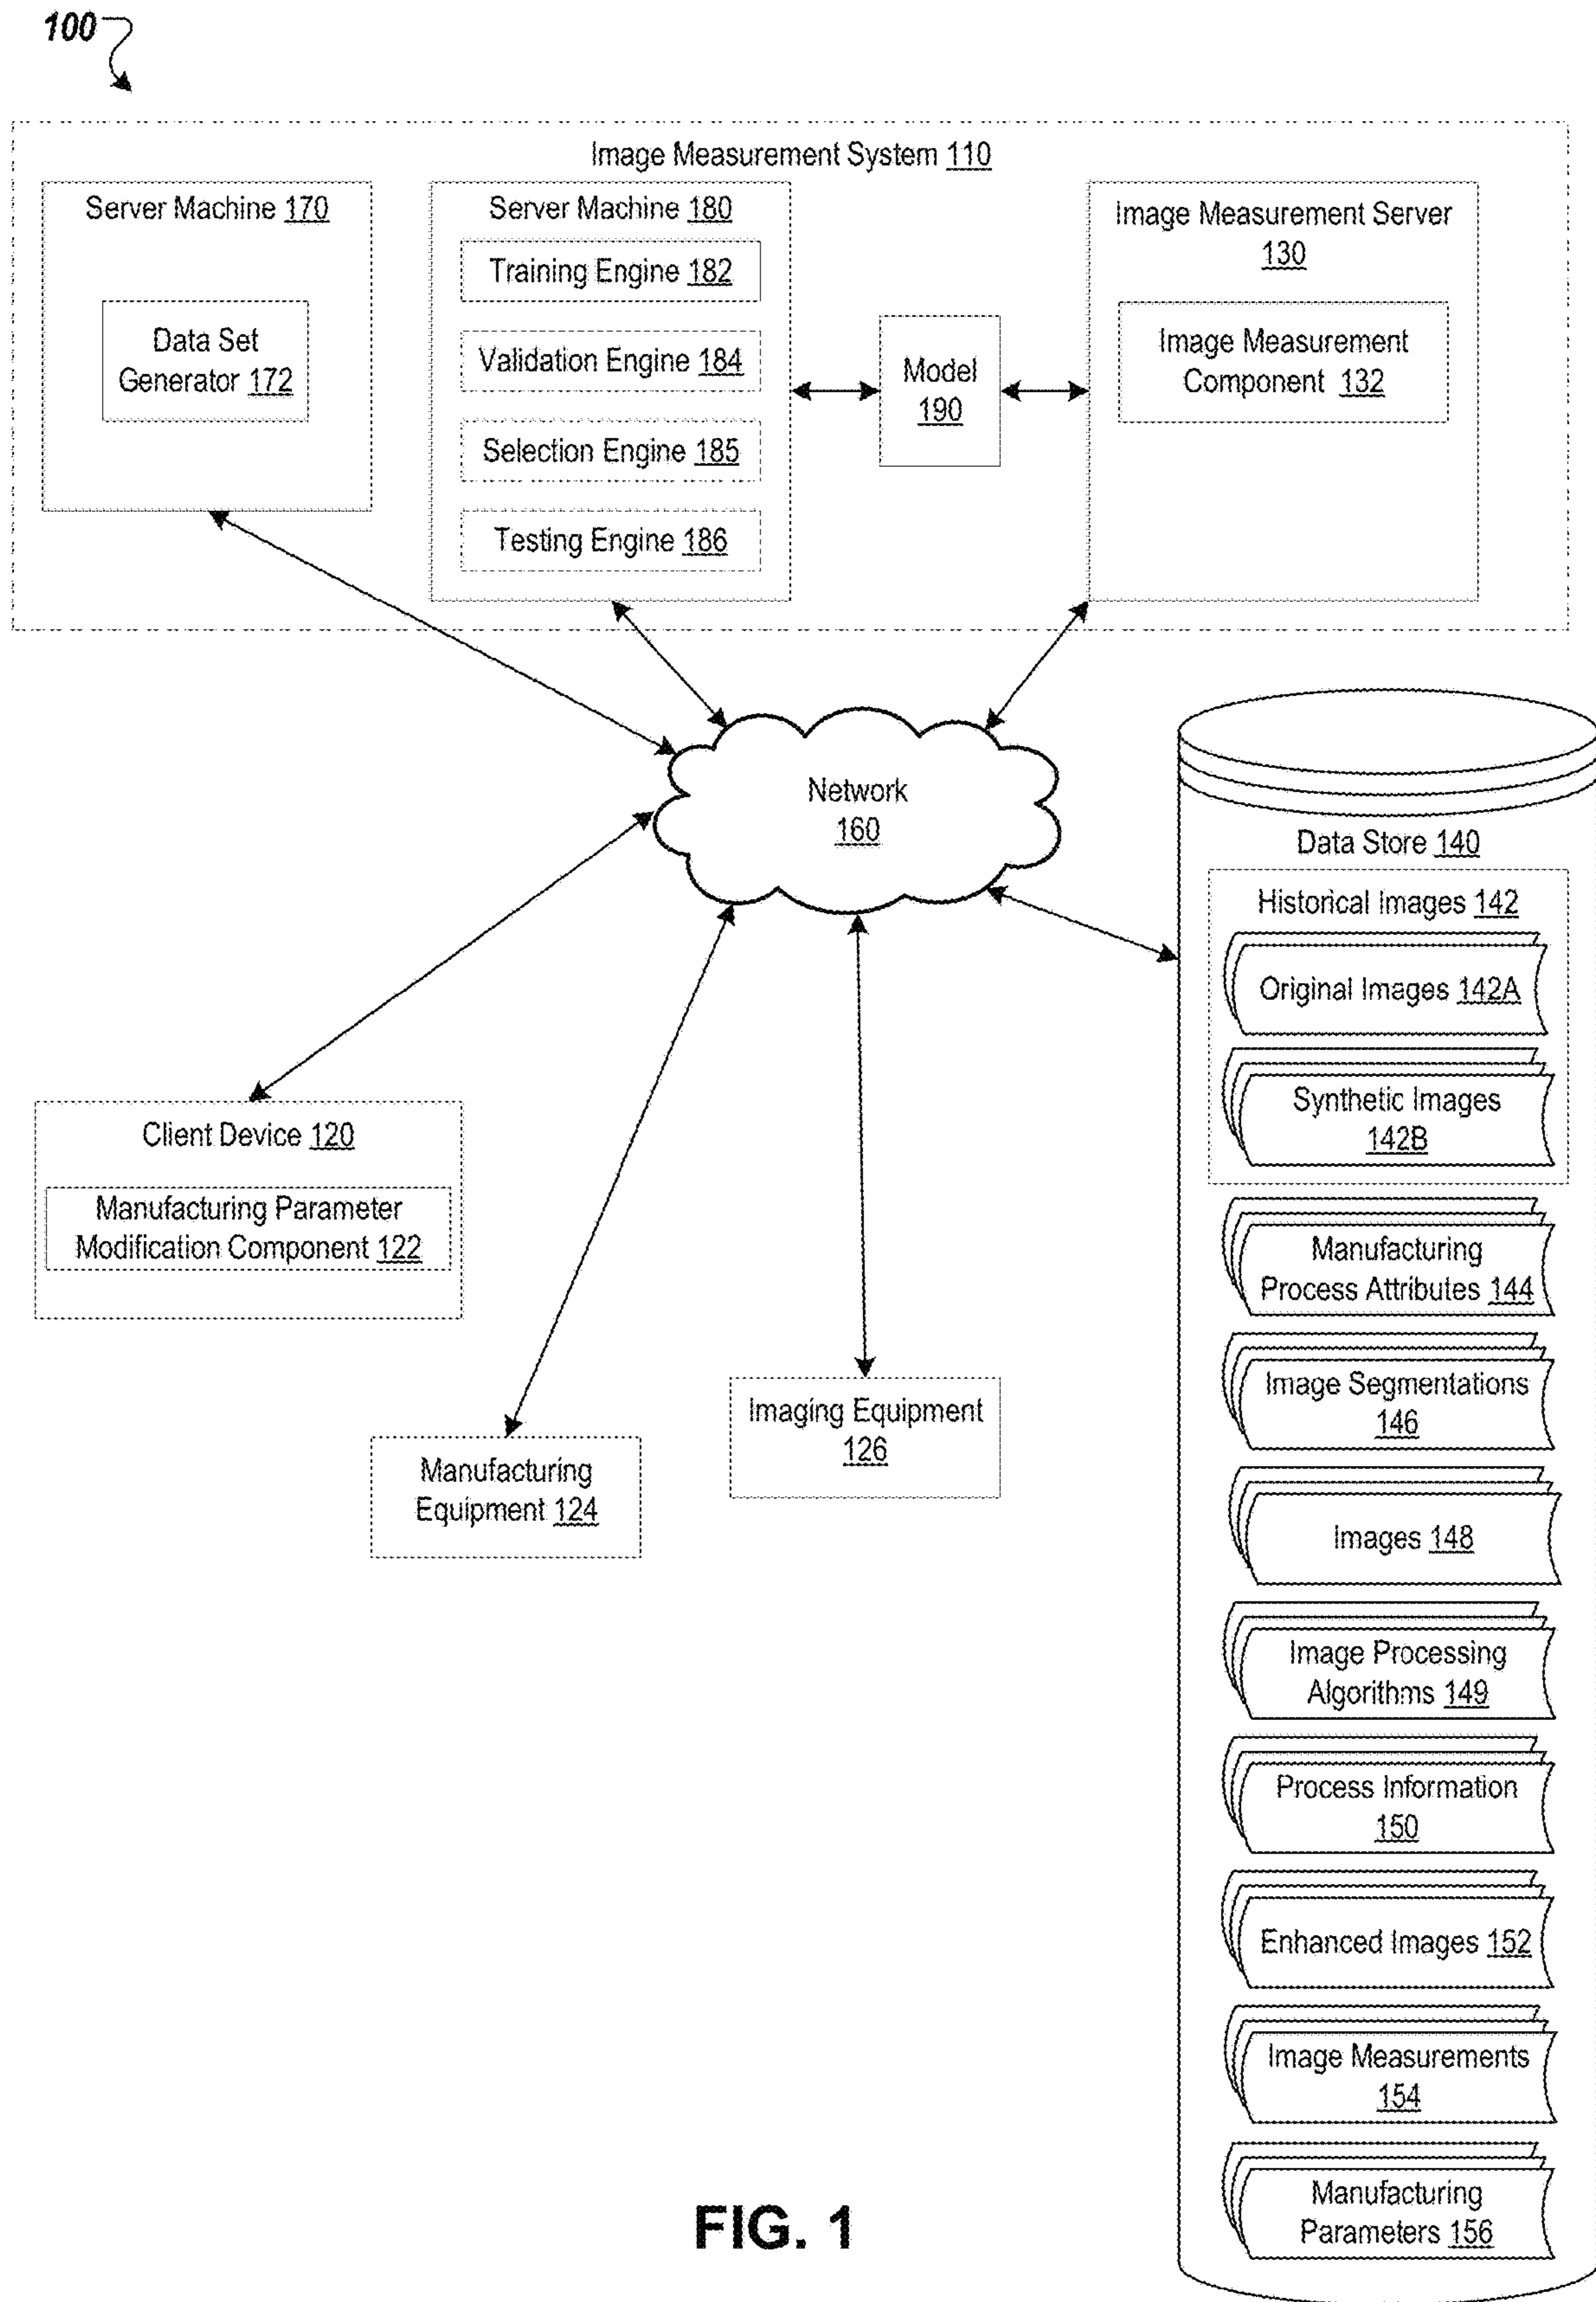 100
Image Measurement System 110
Server Machine 170
Data Set
Generator 172
Server Machine 180
Training Engine 182
Validation Engine 184
Selection Engine 185
Testing Engine 186
Model
190
Image Measurement Server
130
Image Measurement
Component 132
Network
160
Data Store 140
Historical Images 142
Original Images 142A
Synthetic Images
142B
Manufacturing
Process Attributes 144
Image Segmentations
146
Images 148
Image Processing
Algorithms 149
Process Information
150
Enhanced Images 152
Image Measurements
154
Manufacturing
Parameters 156
Client Device 120
Manufacturing Parameter
Modification Component 122
Manufacturing
Equipment 124
Imaging Equipment
126
FIG. 1